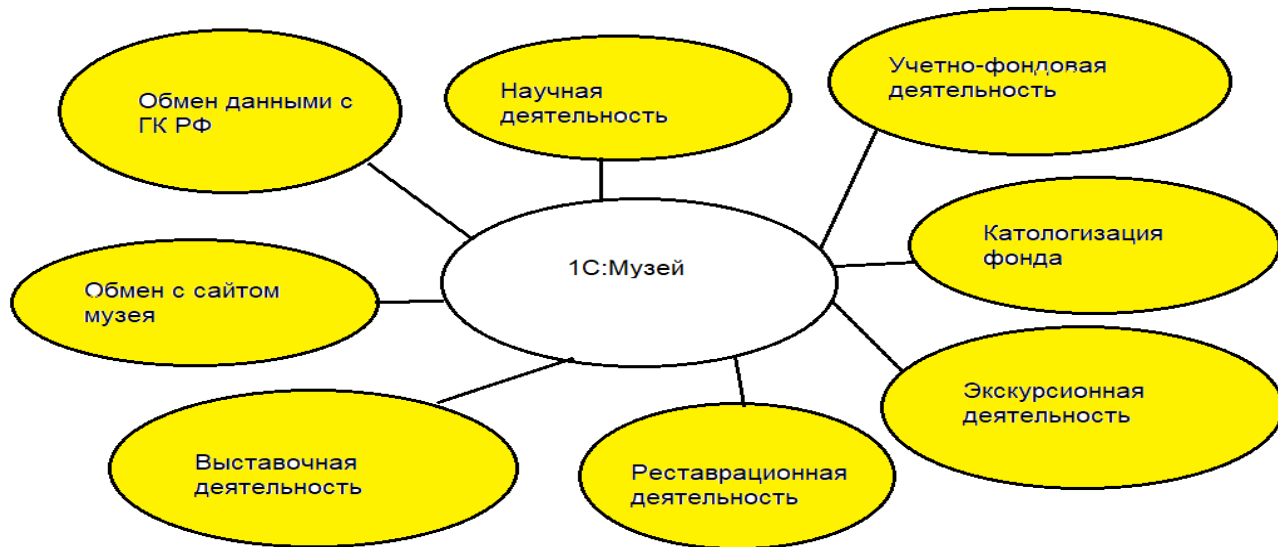 Обмен данными с
ГК РФ
Научная
деятельность
Учетно-фондовая
деятельность
1С:Музей
Катологизация
фонда
Обмен с сайтом
музея
Экскурсионная
деятельность
Выставочная
деятельность
Реставрационная
деятельность